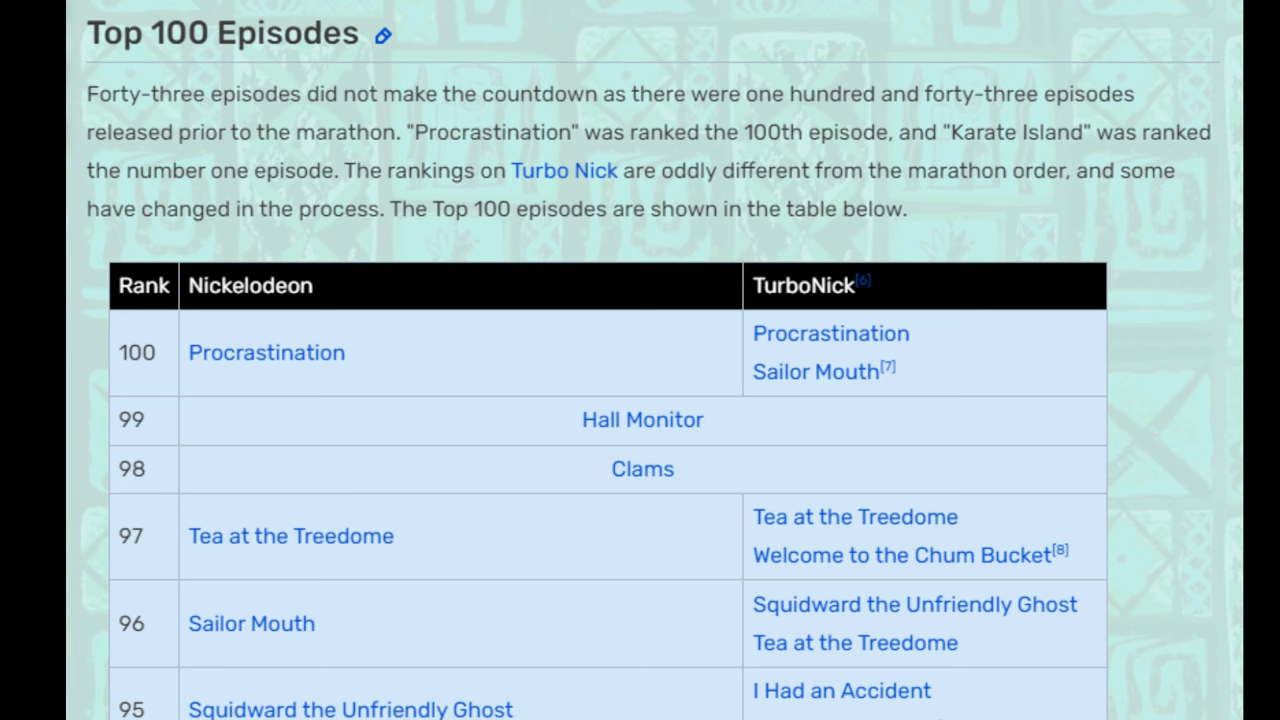 Top 100 Episodes
Forty-three episodes did not make the countdown as there were one hundred and forty-three episodes
released prior to the marathon. "Procrastination" was ranked the 100th episode, and "Karate Island" was ranked
the number one episode. The rankings on Turbo Nick are oddly different from the marathon order, and some
have changed in the process. The Top 100 episodes are shown in the table below.
Rank Nickelodeon TurboNick[6]
100 Procrastination Procrastination
Sailor Mouth[7]
99 Hall Monitor
98 Clams
97 Tea at the Treedome Tea at the Treedome
Welcome to the Chum Bucket[8]
96 Sailor Mouth Squidward the Unfriendly Ghost
Tea at the Treedome
95 Squidward the Unfriendly Ghost I Had an Accident